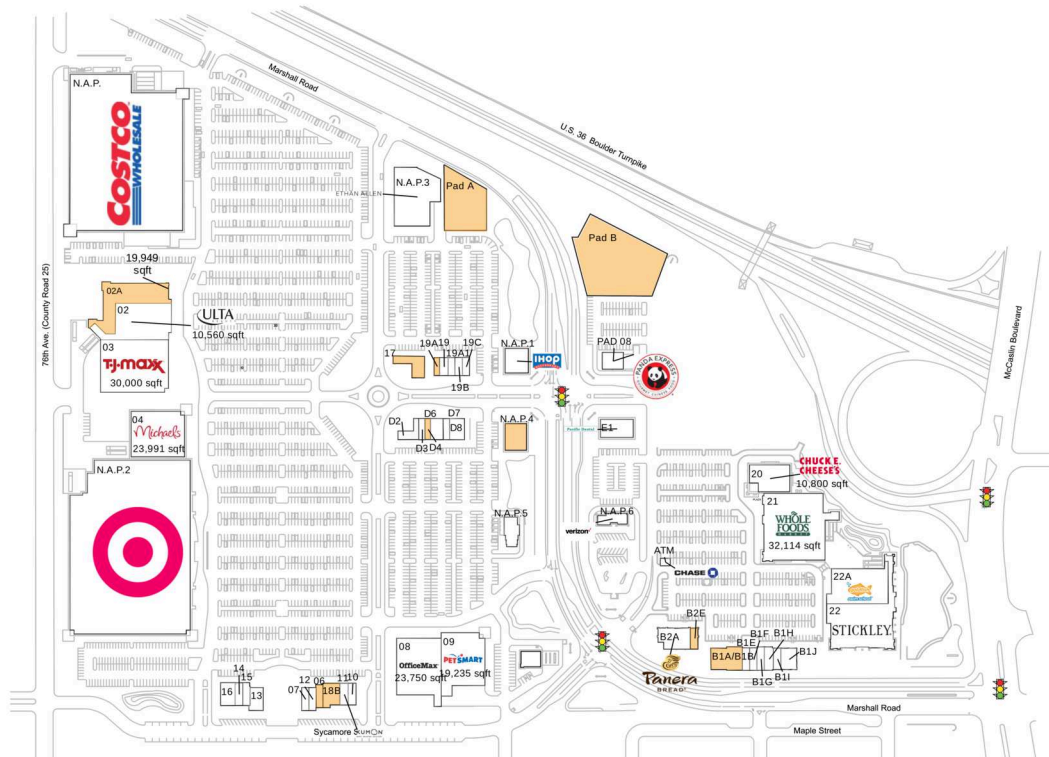 Marshall Road
U.S. 36 Boulder Turnpike
N.A.P.
COSTCO
WHOLESALE
ETHAN ALLEN
N.A.P.3
Pad A
Pad B
76th Ave. (County Road 25)
McCaslin Boulevard
19,949
sqft
02A
02
ULTA
10,560 sqft
03
T.J.maxx
30,000 sqft
17
19A
19
19A1
19C
19B
N.A.P.1
IHOP
PAD 08
PANDA EXPRESS
04
Michaels
23,991 sqft
D2
D6
D7
D8
D3
D4
N.A.P.4
E1
N.A.P.2
CHUCK E.
CHEESE'S
20
10,800 sqft
21
WHOLE
FOODS
MARKET
32,114 sqft
N.A.P.5
verizon
N.A.P.6
ATM
CHASE
22A
22
STICKLEY
B2E
B2A
Panera
BREAD
B1A/B1B
B1E
B1F
B1H
B1J
B1G
B1I
08
OfficeMax
23,750 sqft
09
PETSMART
19,235 sqft
14
15
16
13
12
07
06
18B
11
10
Sycamore S
KUMON
Marshall Road
Maple Street